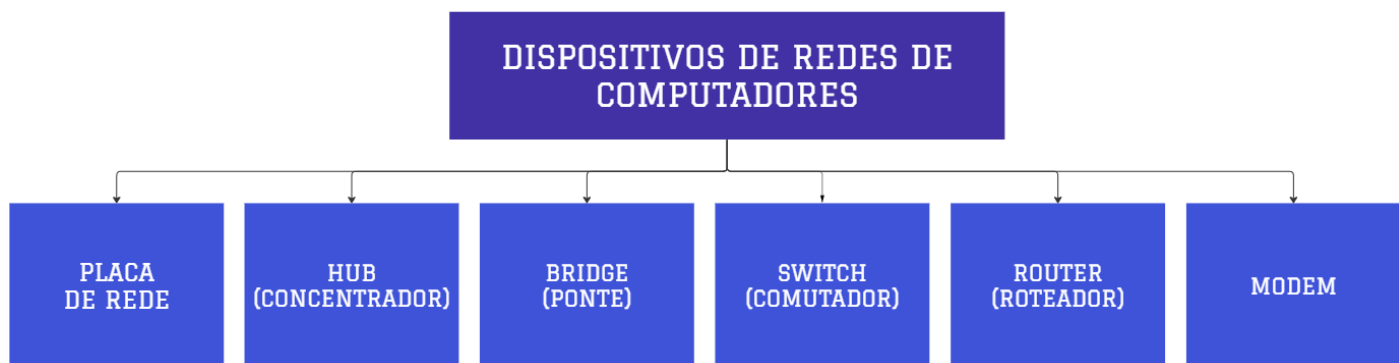 DISPOSITIVOS DE REDES DE
COMPUTADORES
PLACA
DE REDE
HUB
(CONCENTRADOR)
BRIDGE
(PONTE)
SWITCH
(COMUTADOR)
ROUTER
(ROTEADOR)
MODEM